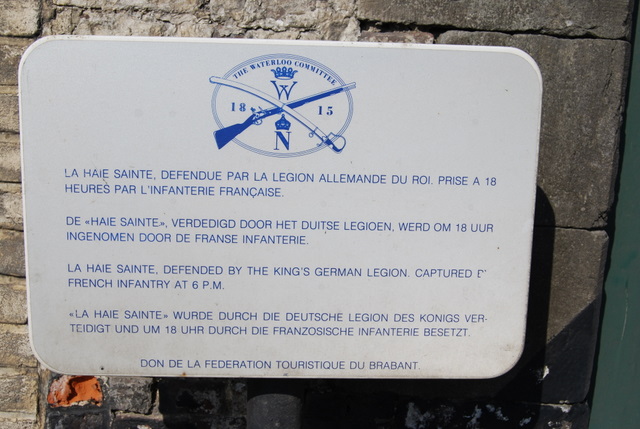 THE WATERLOO COMMITTEE
W
18 15
N
LA HAIE SAINTE, DEFENDUE PAR LA LEGION ALLEMANDE DU ROI. PRISE A 18
HEURES PAR L'INFANTERIE FRANÇAISE.
DE «HAIE SAINTE», VERDEDIGD DOOR HET DUITSE LEGIOEN, WERD OM 18 UUR
INGENOMEN DOOR DE FRANSE INFANTERIE.
LA HAIE SAINTE, DEFENDED BY THE KING'S GERMAN LEGION. CAPTURED
FRENCH INFANTRY AT 6 P.M.
«LA HAIE SAINTE» WURDE DURCH DIE DEUTSCHE LEGION DES KONIGS VER-
TEIDIGT UND UM 18 UHR DURCH DIE FRANZOSISCHE INFANTERIE BESETZT.
DON DE LA FEDERATION TOURISTIQUE DU BRABANT.